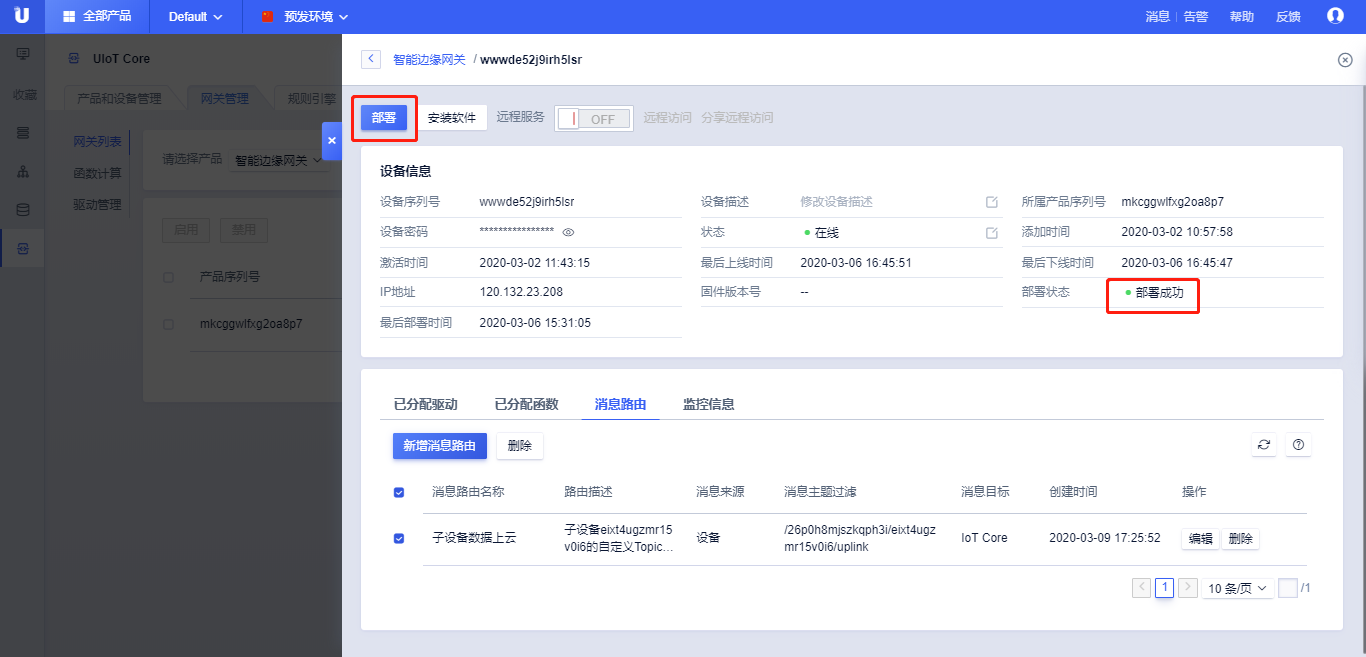 全部产品
Default
预发环境
消息
告警
帮助
反馈
收藏
UIoT Core
产品和设备管理
网关管理
规则引擎
网关列表
函数计算
驱动管理
请选择产品
智能边缘网关
启用
禁用
产品序列号
mkcggwlfxg2oa8p7
智能边缘网关 / wwwde52j9irh5lsr
部署
安装软件
远程服务
OFF
远程访问
分享远程访问
设备信息
设备序列号 wwwde52j9irh5lsr
设备描述 修改设备描述
所属产品序列号 mkcggwlfxg2oa8p7
设备密码 ****************
状态 在线
添加时间 2020-03-02 10:57:58
激活时间 2020-03-02 11:43:15
最后上线时间 2020-03-06 16:45:51
最后下线时间 2020-03-06 16:45:47
IP地址 120.132.23.208
固件版本号 --
部署状态 部署成功
最后部署时间 2020-03-06 15:31:05
已分配驱动
已分配函数
消息路由
监控信息
新增消息路由
删除
消息路由名称
路由描述
消息来源
消息主题过滤
消息目标
创建时间
操作
子设备数据上云
子设备eixt4ugzmr15
v0i6的自定义Topic...
设备
/26p0h8mjszkqph3i/eixt4ugz
mr15v0i6/uplink
IoT Core
2020-03-09 17:25:52
编辑
删除
1
10 条/页
/1